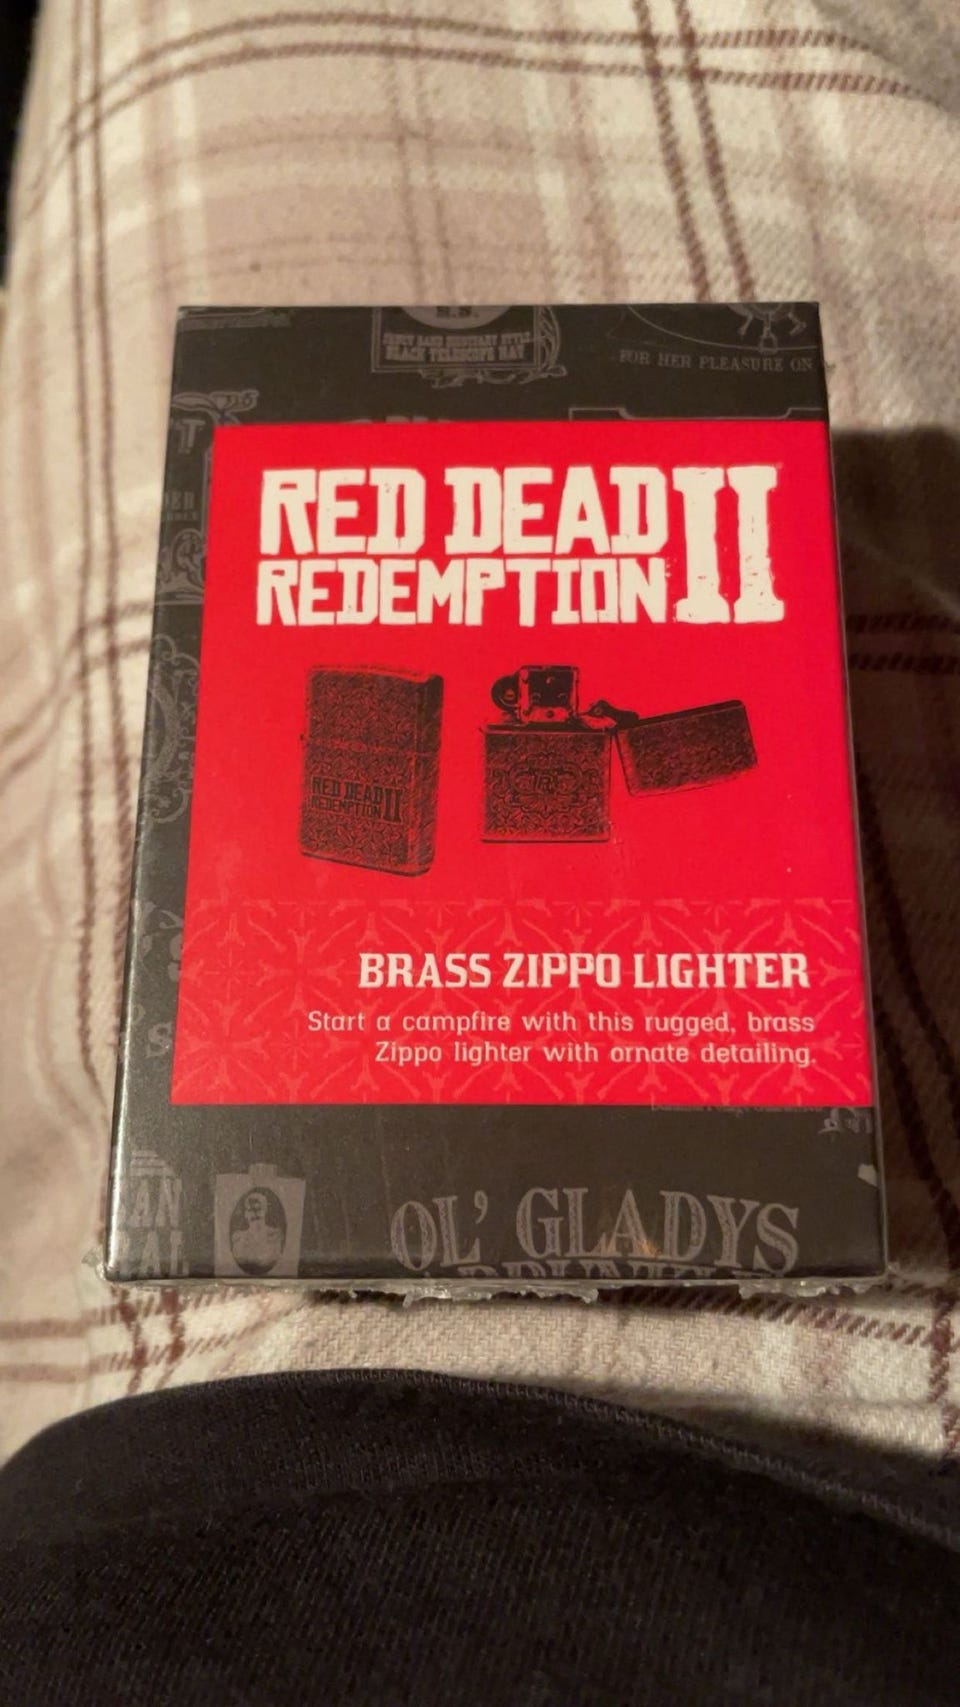 R.S.
BLACK TELESCOPE HAT
FOR HER PLEASURE ON
RED DEAD
REDEMPTION II
RED DEAD
REDEMPTION II
BRASS ZIPPO LIGHTER
Start a campfire with this rugged, brass
Zippo lighter with ornate detailing.
OL' GLADYS